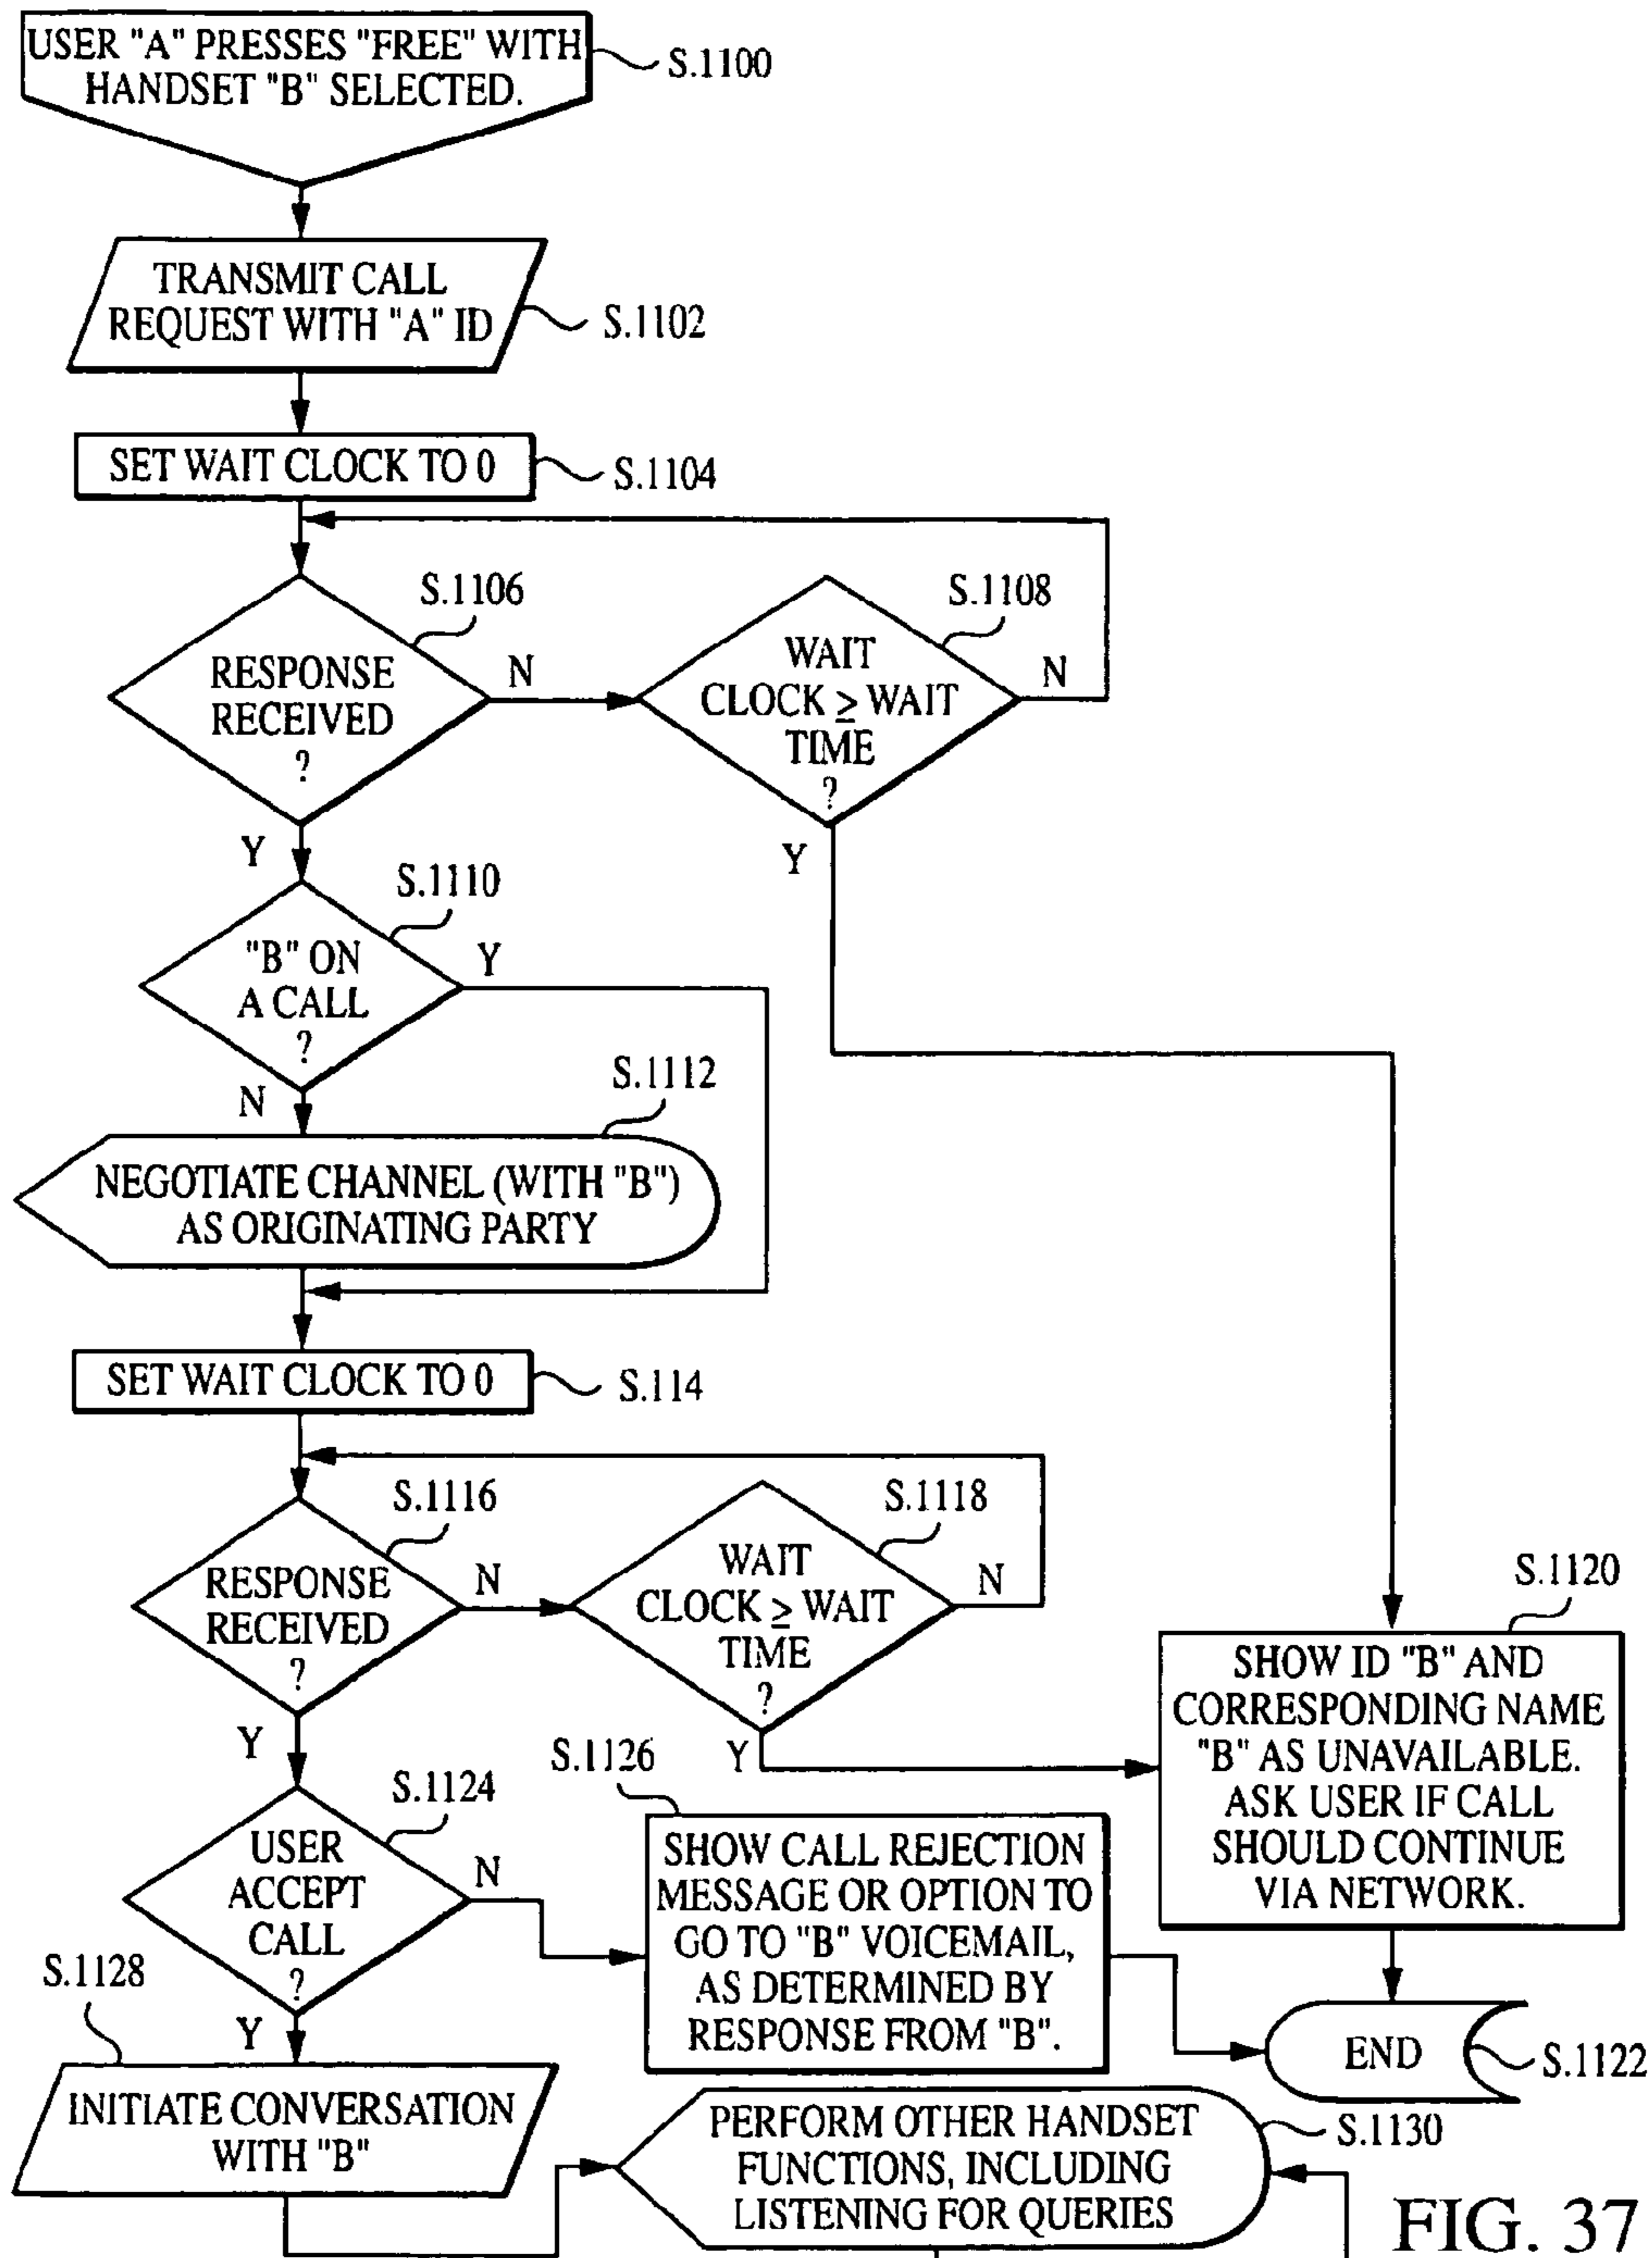 USER "A" PRESSES "FREE" WITH
HANDSET "B" SELECTED.
S.1100
TRANSMIT CALL
REQUEST WITH "A" ID
S.1102
SET WAIT CLOCK TO 0
S.1104
S.1106
RESPONSE
RECEIVED
?
N
Y
S.1108
WAIT
CLOCK ≥ WAIT
TIME
?
N
Y
S.1110
"B" ON
A CALL
?
Y
N
S.1112
NEGOTIATE CHANNEL (WITH "B")
AS ORIGINATING PARTY
SET WAIT CLOCK TO 0
S.114
S.1116
RESPONSE
RECEIVED
?
N
Y
S.1118
WAIT
CLOCK ≥ WAIT
TIME
?
N
Y
S.1120
SHOW ID "B" AND
CORRESPONDING NAME
"B" AS UNAVAILABLE.
ASK USER IF CALL
SHOULD CONTINUE
VIA NETWORK.
S.1124
USER
ACCEPT
CALL
?
N
Y
S.1126
SHOW CALL REJECTION
MESSAGE OR OPTION TO
GO TO "B" VOICEMAIL,
AS DETERMINED BY
RESPONSE FROM "B".
END
S.1122
S.1128
INITIATE CONVERSATION
WITH "B"
PERFORM OTHER HANDSET
FUNCTIONS, INCLUDING
LISTENING FOR QUERIES
S.1130
FIG. 37